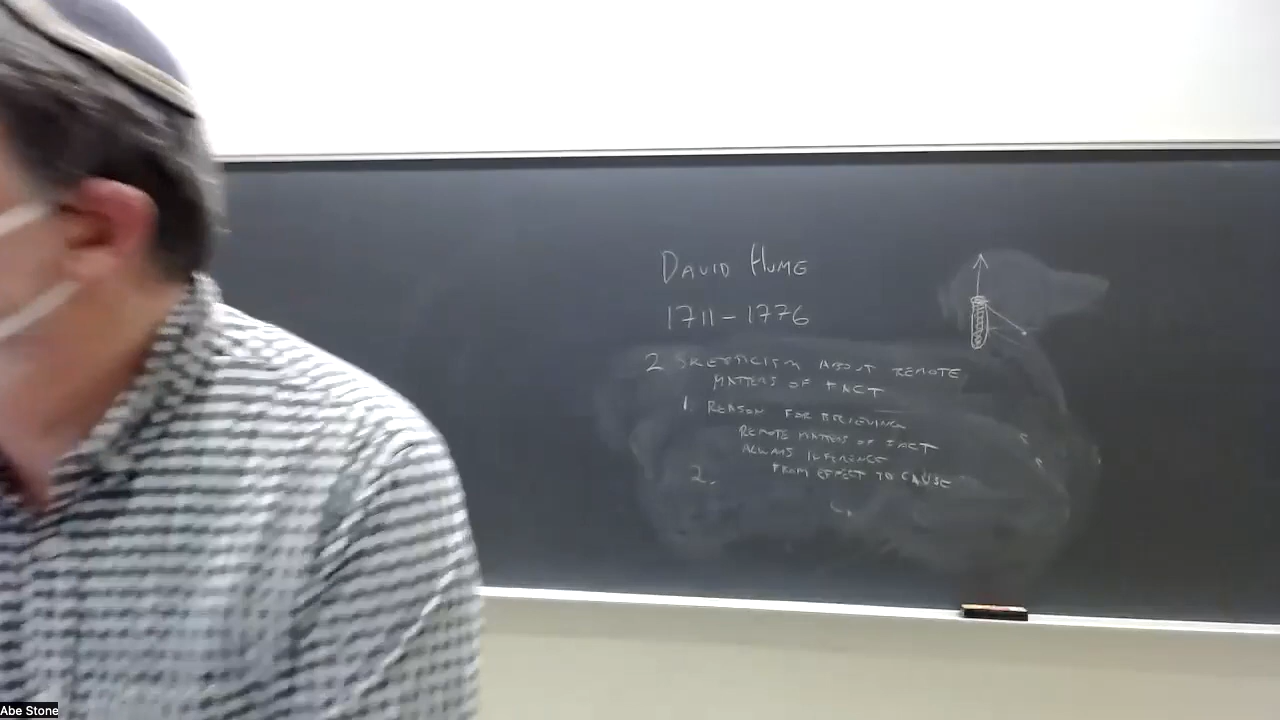 DAVID HUME
1711-1776
2 SKEPTICISM ABOUT REMOTE
MATTERS OF FACT
1. REASON FOR BELIEVING
REMOTE MATTERS OF FACT
ALWAYS INFERENCE
FROM EFFECT TO CAUSE
2.
Abe Stone